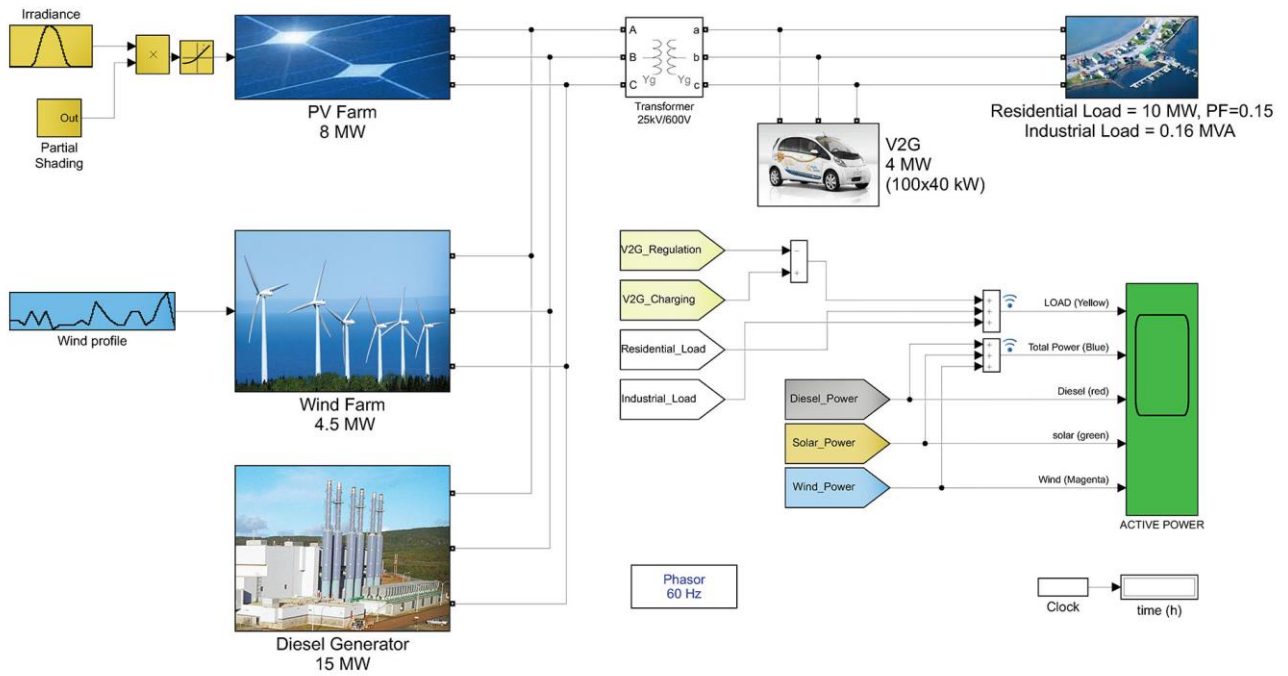 Irradiance
×
Out
Partial
Shading
PV Farm
8 MW
A
B
C
a
b
c
Yg
Yg
Transformer
25kV/600V
V2G
4 MW
(100x40 kW)
Residential Load = 10 MW, PF=0.15
Industrial Load = 0.16 MVA
Wind profile
Wind Farm
4.5 MW
Diesel Generator
15 MW
V2G_Regulation
V2G_Charging
Residential_Load
Industrial_Load
−
+
+
+
+
+
+
+
Diesel_Power
Solar_Power
Wind_Power
LOAD (Yellow)
Total Power (Blue)
Diesel (red)
solar (green)
Wind (Magenta)
ACTIVE POWER
Phasor
60 Hz
Clock
time (h)